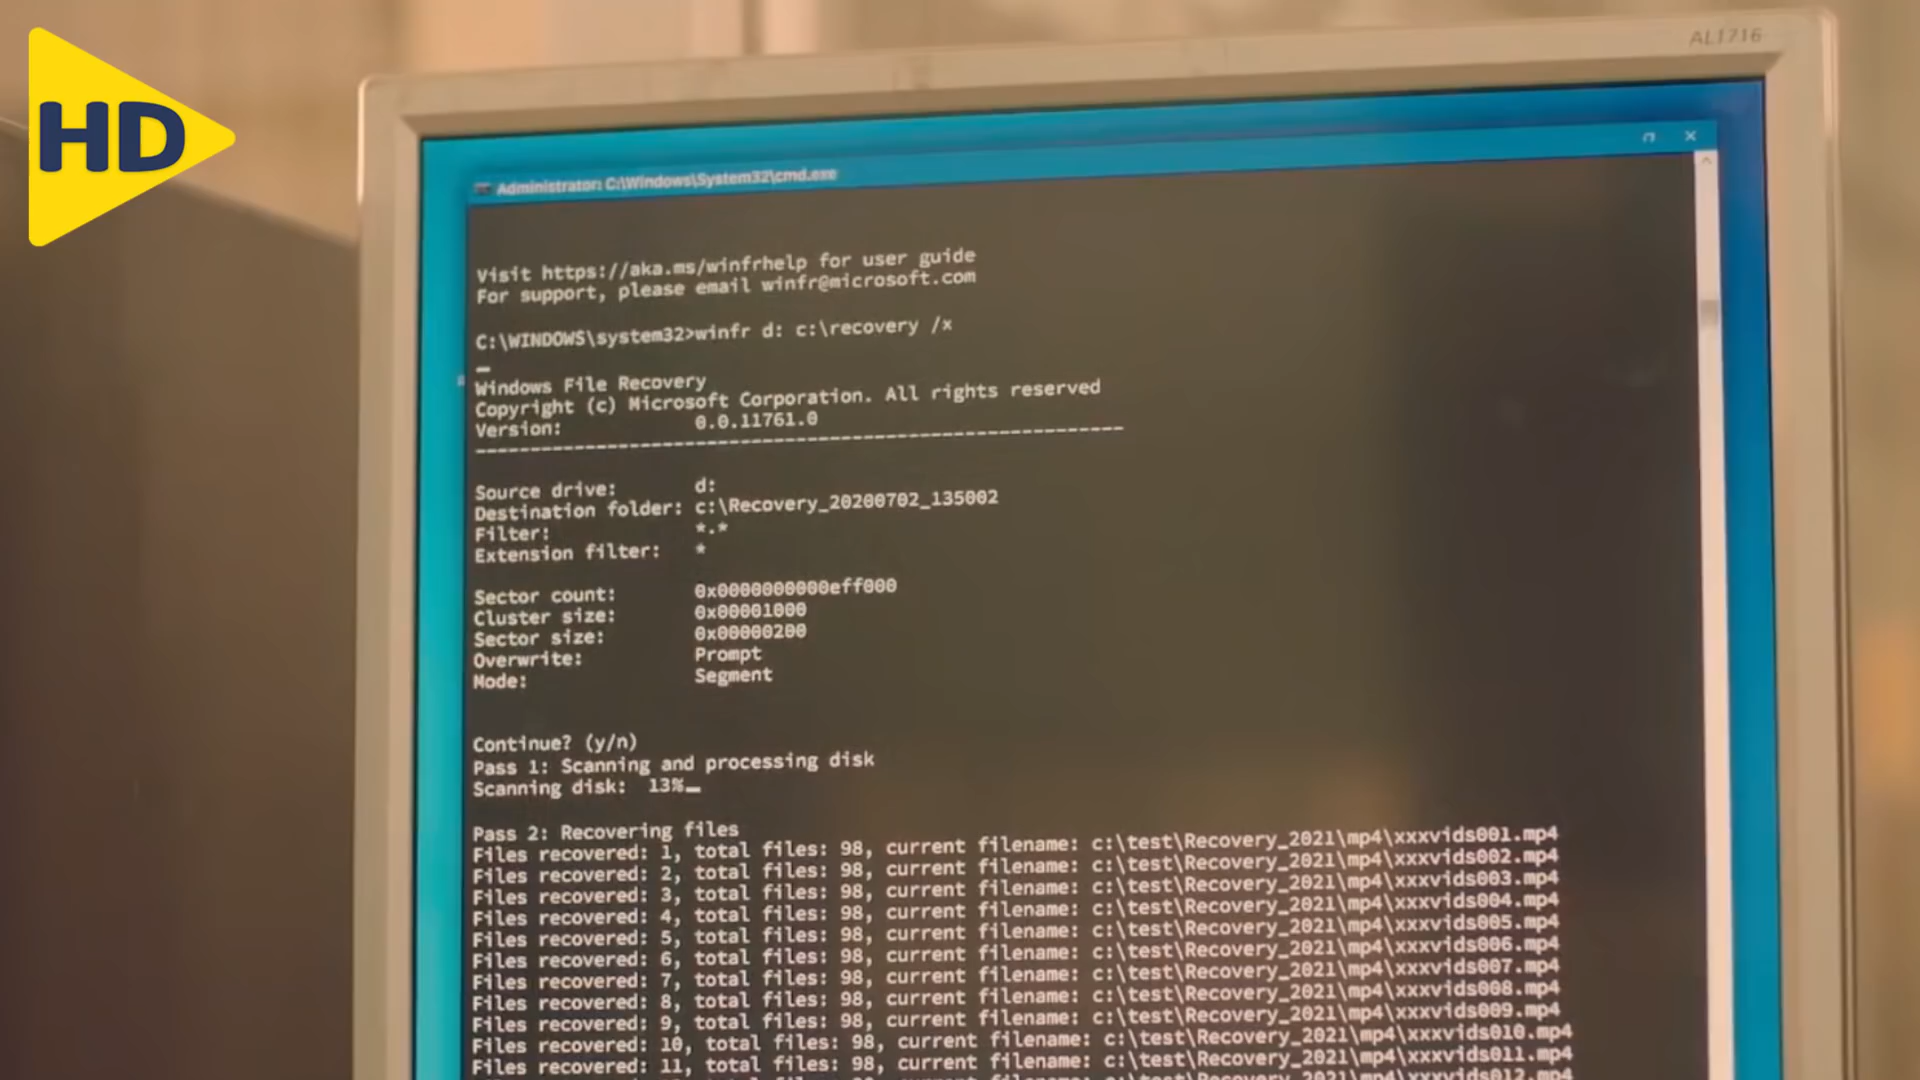 HD
AL1716
Administrator: C:\Windows\System32\cmd.exe
Visit https://aka.ms/winfrhelp for user guide
For support, please email winfr@microsoft.com
C:\WINDOWS\system32>winfr d: c:\recovery /x
Windows File Recovery
Copyright (c) Microsoft Corporation. All rights reserved
Version: 0.0.11761.0
----------------------------------------------------------
Source drive: d:
Destination folder: c:\Recovery_20200702_135002
Filter: *.*
Extension filter: *
Sector count: 0x0000000000eff000
Cluster size: 0x00001000
Sector size: 0x00000200
Overwrite: Prompt
Mode: Segment
Continue? (y/n)
Pass 1: Scanning and processing disk
Scanning disk: 13%
Pass 2: Recovering files
Files recovered: 1, total files: 98, current filename: c:\test\Recovery_2021\mp4\xxxvids001.mp4
Files recovered: 2, total files: 98, current filename: c:\test\Recovery_2021\mp4\xxxvids002.mp4
Files recovered: 3, total files: 98, current filename: c:\test\Recovery_2021\mp4\xxxvids003.mp4
Files recovered: 4, total files: 98, current filename: c:\test\Recovery_2021\mp4\xxxvids004.mp4
Files recovered: 5, total files: 98, current filename: c:\test\Recovery_2021\mp4\xxxvids005.mp4
Files recovered: 6, total files: 98, current filename: c:\test\Recovery_2021\mp4\xxxvids006.mp4
Files recovered: 7, total files: 98, current filename: c:\test\Recovery_2021\mp4\xxxvids007.mp4
Files recovered: 8, total files: 98, current filename: c:\test\Recovery_2021\mp4\xxxvids008.mp4
Files recovered: 9, total files: 98, current filename: c:\test\Recovery_2021\mp4\xxxvids009.mp4
Files recovered: 10, total files: 98, current filename: c:\test\Recovery_2021\mp4\xxxvids010.mp4
Files recovered: 11, total files: 98, current filename: c:\test\Recovery_2021\mp4\xxxvids011.mp4